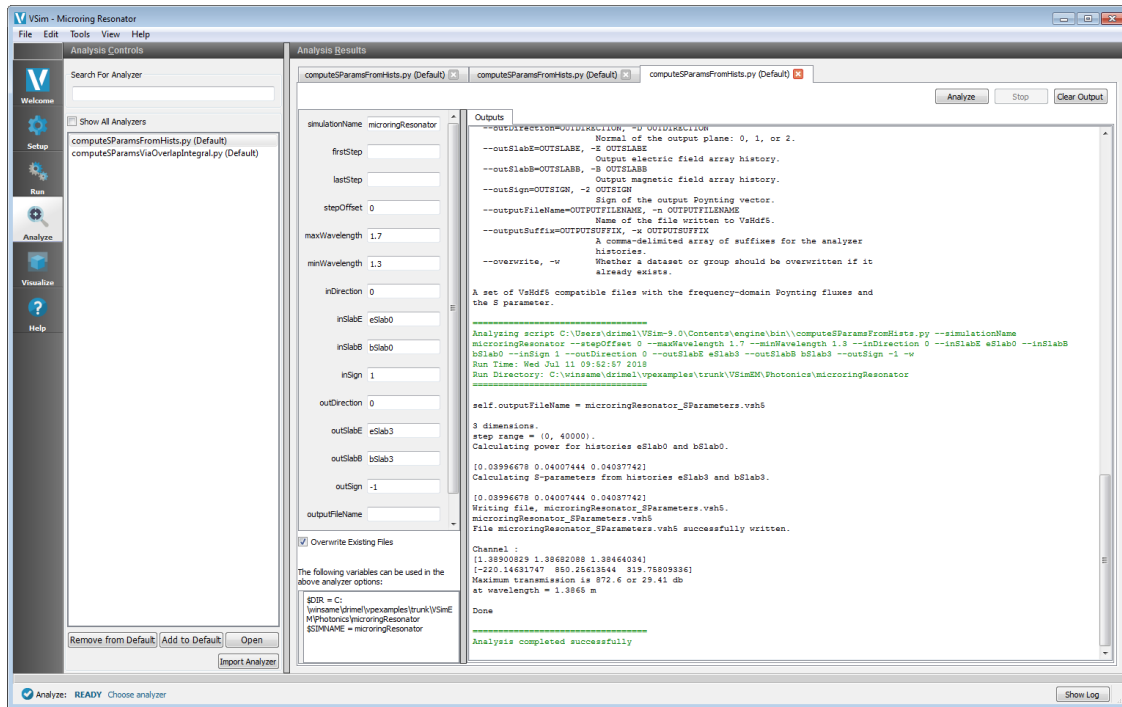 VSim - Microring Resonator
File Edit Tools View Help
Analysis Controls
Analysis Results
Welcome
Setup
Run
Analyze
Visualize
Help
Search For Analyzer
Show All Analyzers
computeSParamsFromHists.py (Default)
computeSParamsViaOverlapIntegral.py (Default)
Remove from Default Add to Default Open
Import Analyzer
computeSParamsFromHists.py (Default) computeSParamsFromHists.py (Default) computeSParamsFromHists.py (Default)
Analyze Stop Clear Output
simulationName microringResonator
firstStep
lastStep
stepOffset 0
maxWavelength 1.7
minWavelength 1.3
inDirection 0
inSlabE eSlab0
inSlabB bSlab0
inSign 1
outDirection 0
outSlabE eSlab3
outSlabB bSlab3
outSign -1
outputFileName
Overwrite Existing Files
The following variables can be used in the
above analyzer options:
$DIR = C:
\winsame\drimel\vpexamples\trunk\VSimE
M\Photonics\microringResonator
$SIMNAME = microringResonator
Outputs
--outDirection=OUTDIRECTION, -D OUTDIRECTION
Normal of the output plane: 0, 1, or 2.
--outSlabE=OUTSLABE, -E OUTSLABE
Output electric field array history.
--outSlabB=OUTSLABB, -B OUTSLABB
Output magnetic field array history.
--outSign=OUTSIGN, -2 OUTSIGN
Sign of the output Poynting vector.
--outputFileName=OUTPUTFILENAME, -n OUTPUTFILENAME
Name of the file written to VsHdf5.
--outputSuffix=OUTPUTSUFFIX, -x OUTPUTSUFFIX
A comma-delimited array of suffixes for the analyzer
histories.
--overwrite, -w Whether a dataset or group should be overwritten if it
already exists.
A set of VsHdf5 compatible files with the frequency-domain Poynting fluxes and
the S parameter.
==================================
Analyzing script C:\Users\drimel\VSim-9.0\Contents\engine\bin\\computeSParamsFromHists.py --simulationName
microringResonator --stepOffset 0 --maxWavelength 1.7 --minWavelength 1.3 --inDirection 0 --inSlabE eSlab0 --inSlabB
bSlab0 --inSign 1 --outDirection 0 --outSlabE eSlab3 --outSlabB bSlab3 --outSign -1 -w
Run Time: Wed Jul 11 09:52:57 2018
Run Directory: C:\winsame\drimel\vpexamples\trunk\VSimEM\Photonics\microringResonator
==================================
self.outputFileName = microringResonator_SParameters.vsh5
3 dimensions.
step range = (0, 40000).
Calculating power for histories eSlab0 and bSlab0.
[0.03996678 0.04007444 0.04037742]
Calculating S-parameters from histories eSlab3 and bSlab3.
[0.03996678 0.04007444 0.04037742]
Writing file, microringResonator_SParameters.vsh5.
microringResonator_SParameters.vsh5
File microringResonator_SParameters.vsh5 successfully written.
Channel :
[1.38900829 1.38682088 1.38464034]
[-220.14631747 850.25613544 319.75809336]
Maximum transmission is 872.6 or 29.41 db
at wavelength = 1.3865 m
Done
==================================
Analysis completed successfully
Analyze: READY Choose analyzer
Show Log